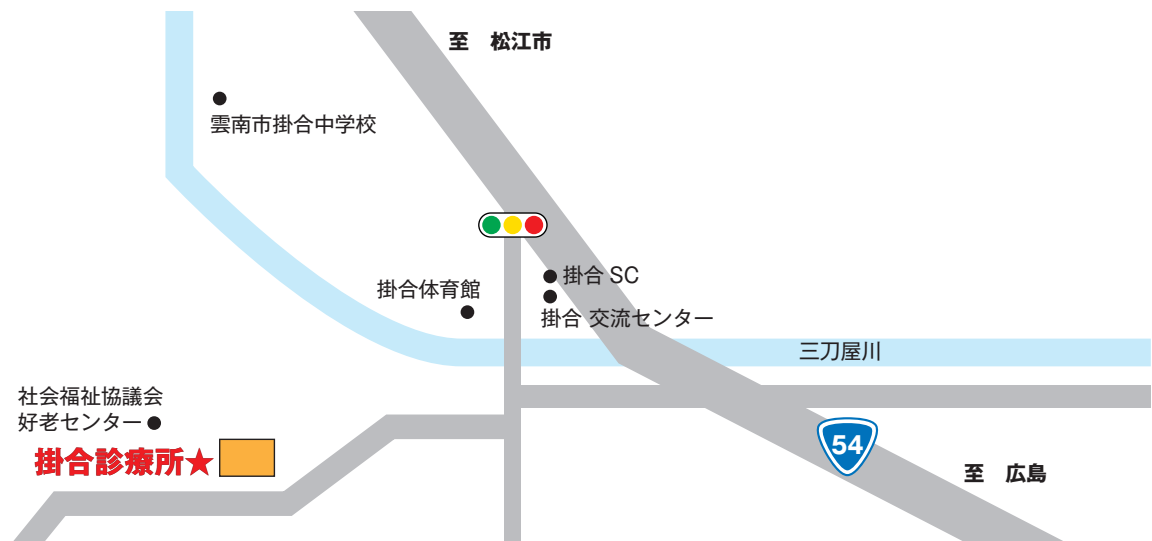 至　松江市
雲南市掛合中学校
掛合 SC
掛合体育館
掛合 交流センター
三刀屋川
社会福祉協議会
好老センター
掛合診療所★
54
至　広島